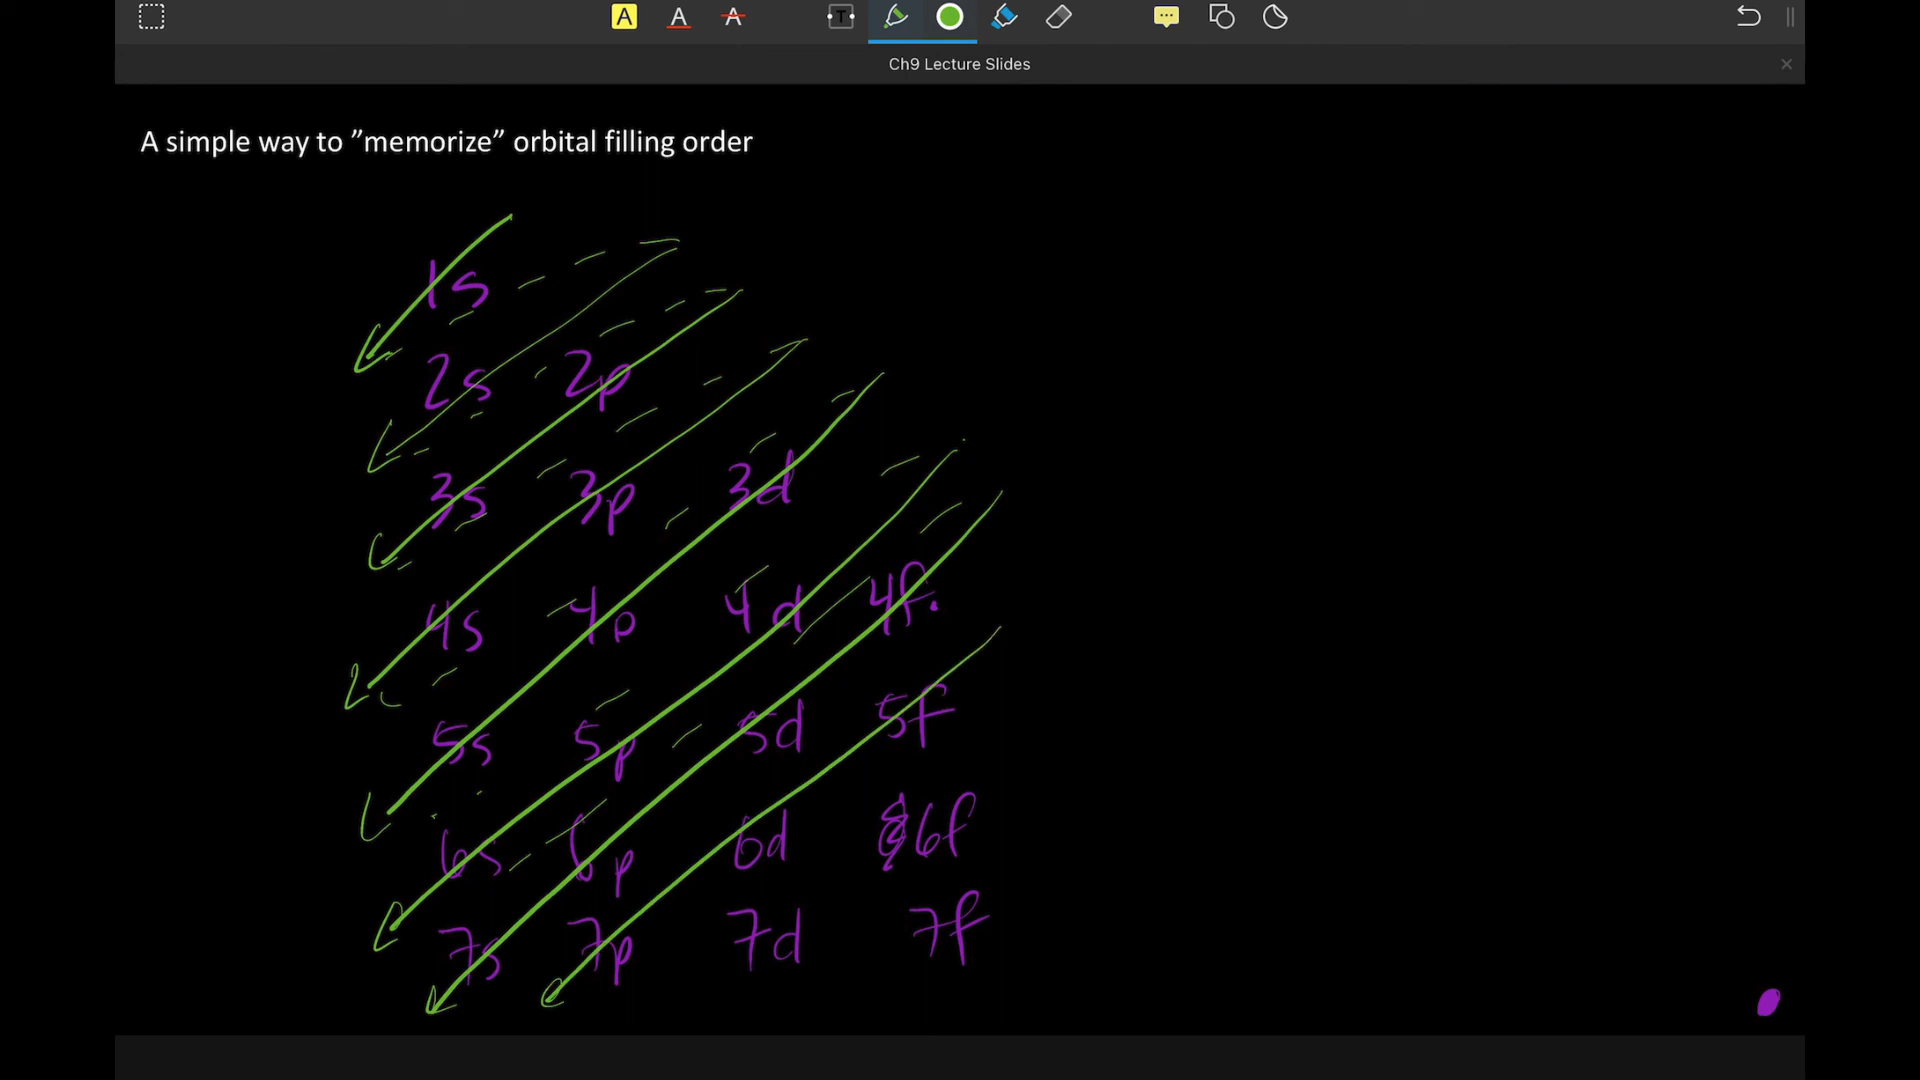 A A A T
Ch9 Lecture Slides
A simple way to ”memorize” orbital filling order
1s
2s 2p
3s 3p 3d
4s 4p 4d 4f
5s 5p 5d 5f
6s 6p 6d 6f
7s 7p 7d 7f